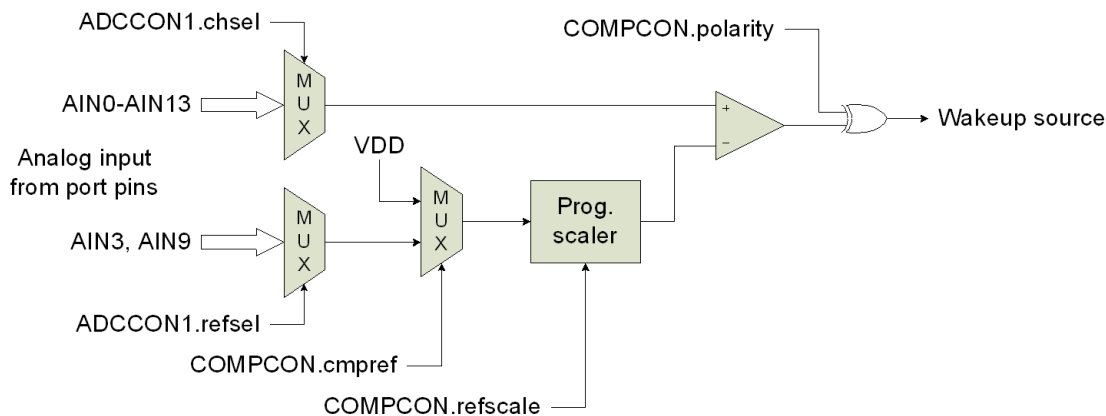 ADCCON1.chsel
COMPCON.polarity
AIN0-AIN13
M
U
X
+
−
Wakeup source
Analog input
from port pins
VDD
AIN3, AIN9
M
U
X
M
U
X
Prog.
scaler
ADCCON1.refsel
COMPCON.cmpref
COMPCON.refscale